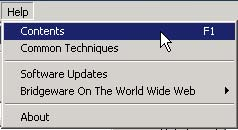 Help
Contents F1
Common Techniques
Software Updates
Bridgeware On The World Wide Web
About